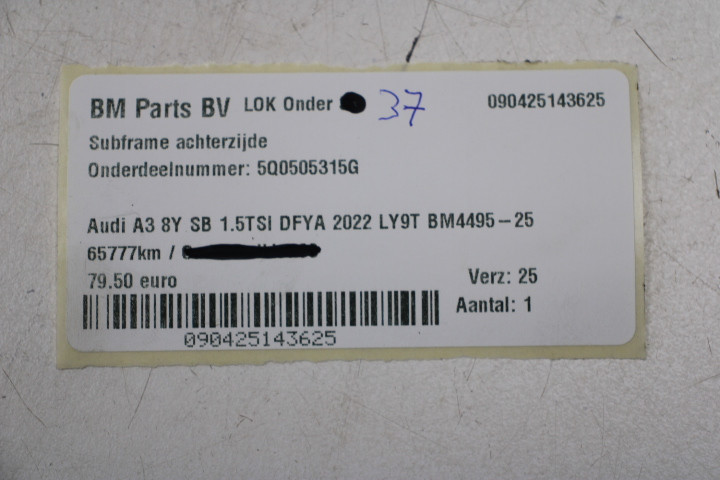 BM Parts BV LOK Onder 37 090425143625
Subframe achterzijde
Onderdeelnummer: 5Q0505315G
Audi A3 8Y SB 1.5TSI DFYA 2022 LY9T BM4495-25
65777km /
79.50 euro Verz: 25
Aantal: 1
090425143625